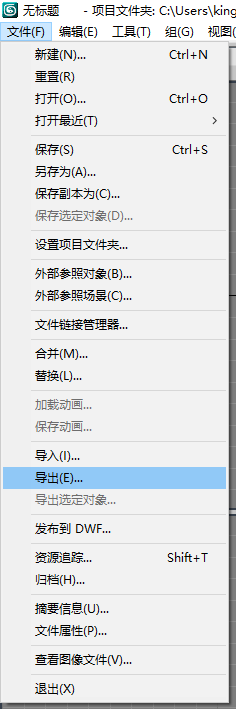 无标题 - 项目文件夹: C:\Users\king
文件(F) 编辑(E) 工具(T) 组(G) 视图(
新建(N)... Ctrl+N
重置(R)
打开(O)... Ctrl+O
打开最近(T)
保存(S) Ctrl+S
另存为(A)...
保存副本为(C)...
保存选定对象(D)...
设置项目文件夹...
外部参照对象(B)...
外部参照场景(C)...
文件链接管理器...
合并(M)...
替换(L)...
加载动画...
保存动画...
导入(I)...
导出(E)...
导出选定对象...
发布到 DWF...
资源追踪... Shift+T
归档(H)...
摘要信息(U)...
文件属性(P)...
查看图像文件(V)...
退出(X)